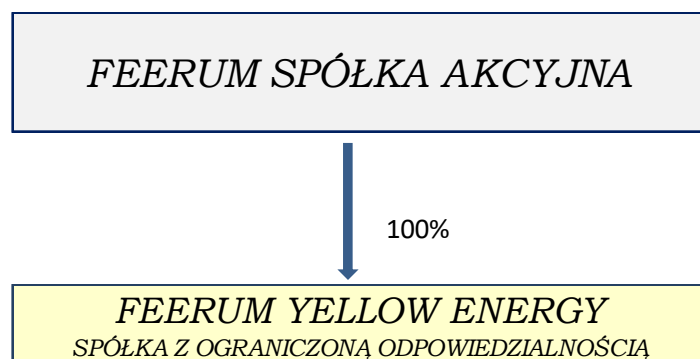 FEERUM SPÓŁKA AKCYJNA
100%
FEERUM YELLOW ENERGY
SPÓŁKA Z OGRANICZONĄ ODPOWIEDZIALNOŚCIĄ